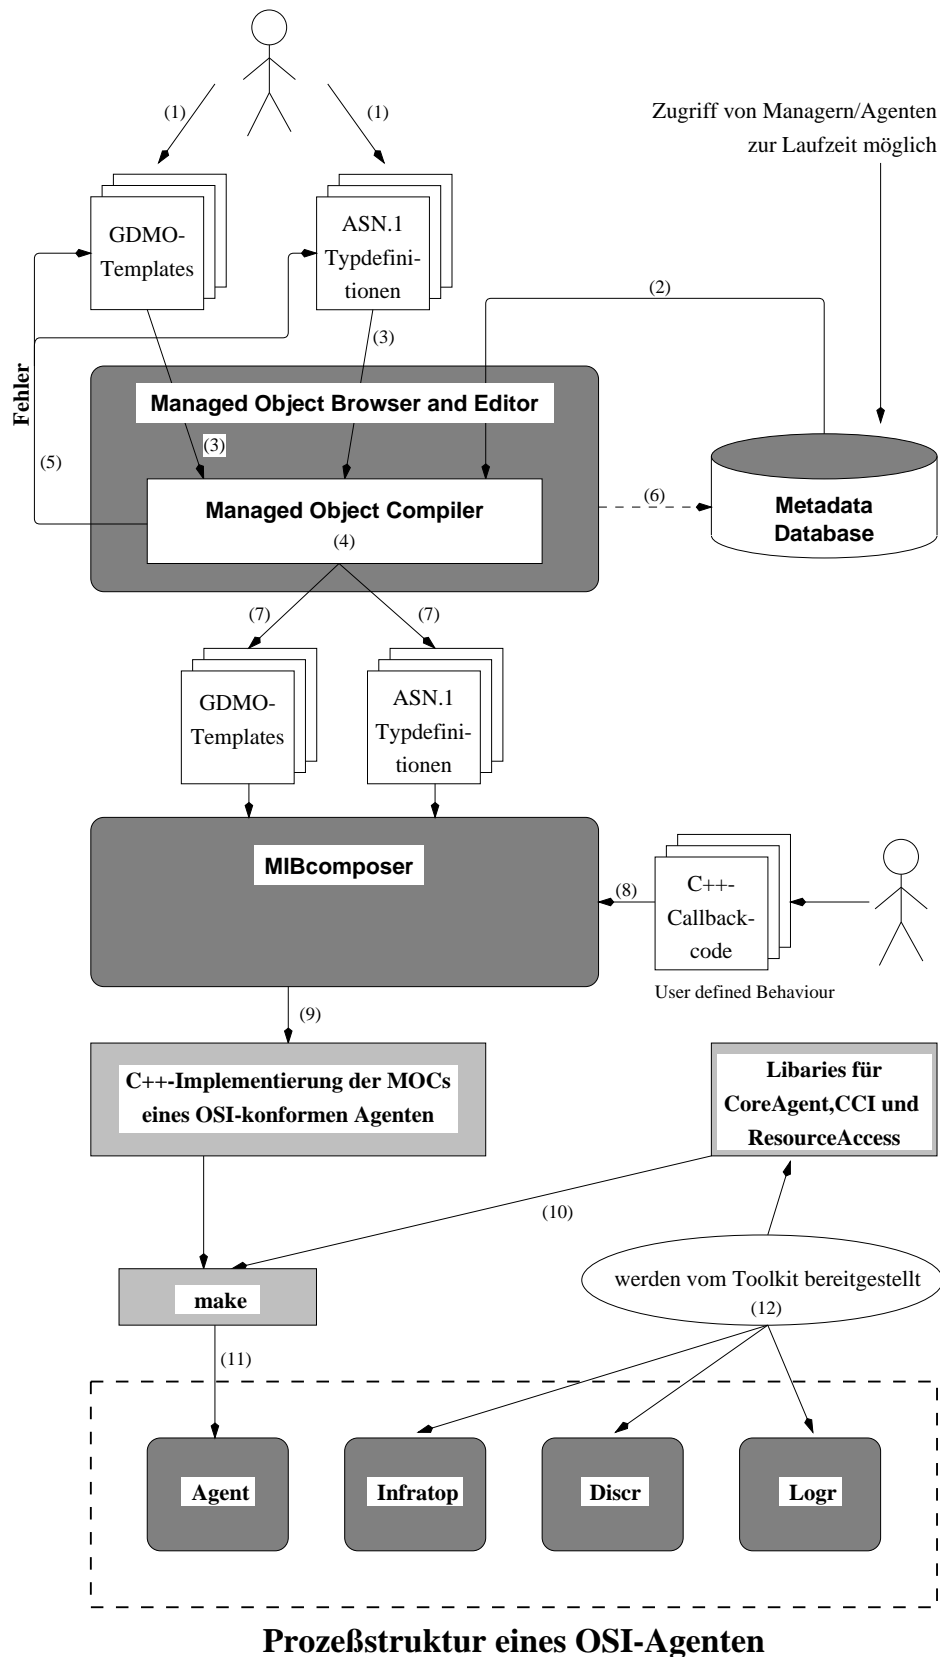 (1)
(1)
Zugriff von Managern/Agenten
zur Laufzeit möglich
GDMO-
Templates
ASN.1
Typdefini-
tionen
(2)
(3)
Fehler
Managed Object Browser and Editor
(3)
(5)
Managed Object Compiler
(4)
(6)
Metadata
Database
(7)
(7)
GDMO-
Templates
ASN.1
Typdefini-
tionen
MIBcomposer
(8)
C++-
Callback-
code
User defined Behaviour
(9)
C++-Implementierung der MOCs
eines OSI-konformen Agenten
Libaries für
CoreAgent,CCI und
ResourceAccess
(10)
werden vom Toolkit bereitgestellt
(12)
make
(11)
Agent
Infratop
Discr
Logr
Prozeßstruktur eines OSI-Agenten